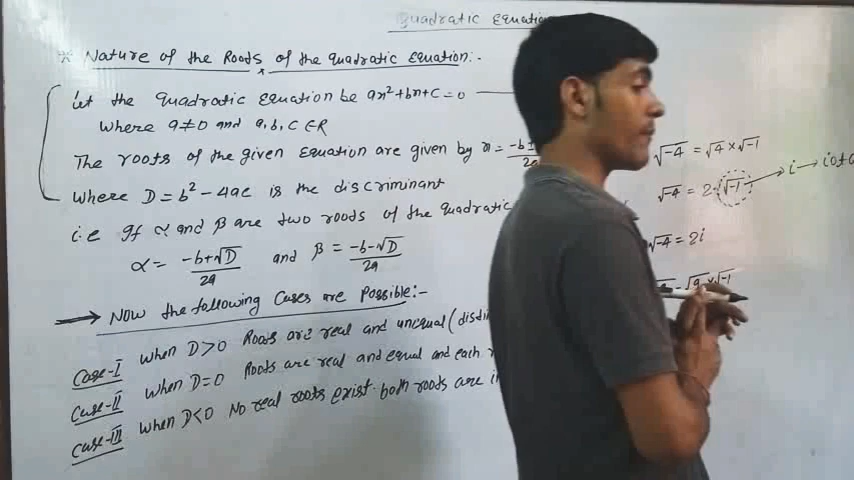 Quadratic Equation
* Nature of the Roots of the Quadratic Equation:-
Let the quadratic Equation be ax²+bx+c=0
Where a≠0 and a,b,c ∈R
The roots of the given Equation are given by x = -b ±/2a
Where D=b²-4ac is the discriminant
i.e If α and β are two roots of the quadratic
α = -b+√D/2a and β = -b-√D/2a
→ Now the following Cases are Possible:-
Case-I When D>0 Roots are real and unequal (disti
Case-II When D=0 Roots are real and equal and each
Case-III When D<0 No real roots exist. both roots are i
√-4 = √4 × √-1
√-4 = 2·√-1 → i → iota
√-4 = 2i
= √9 × √-1